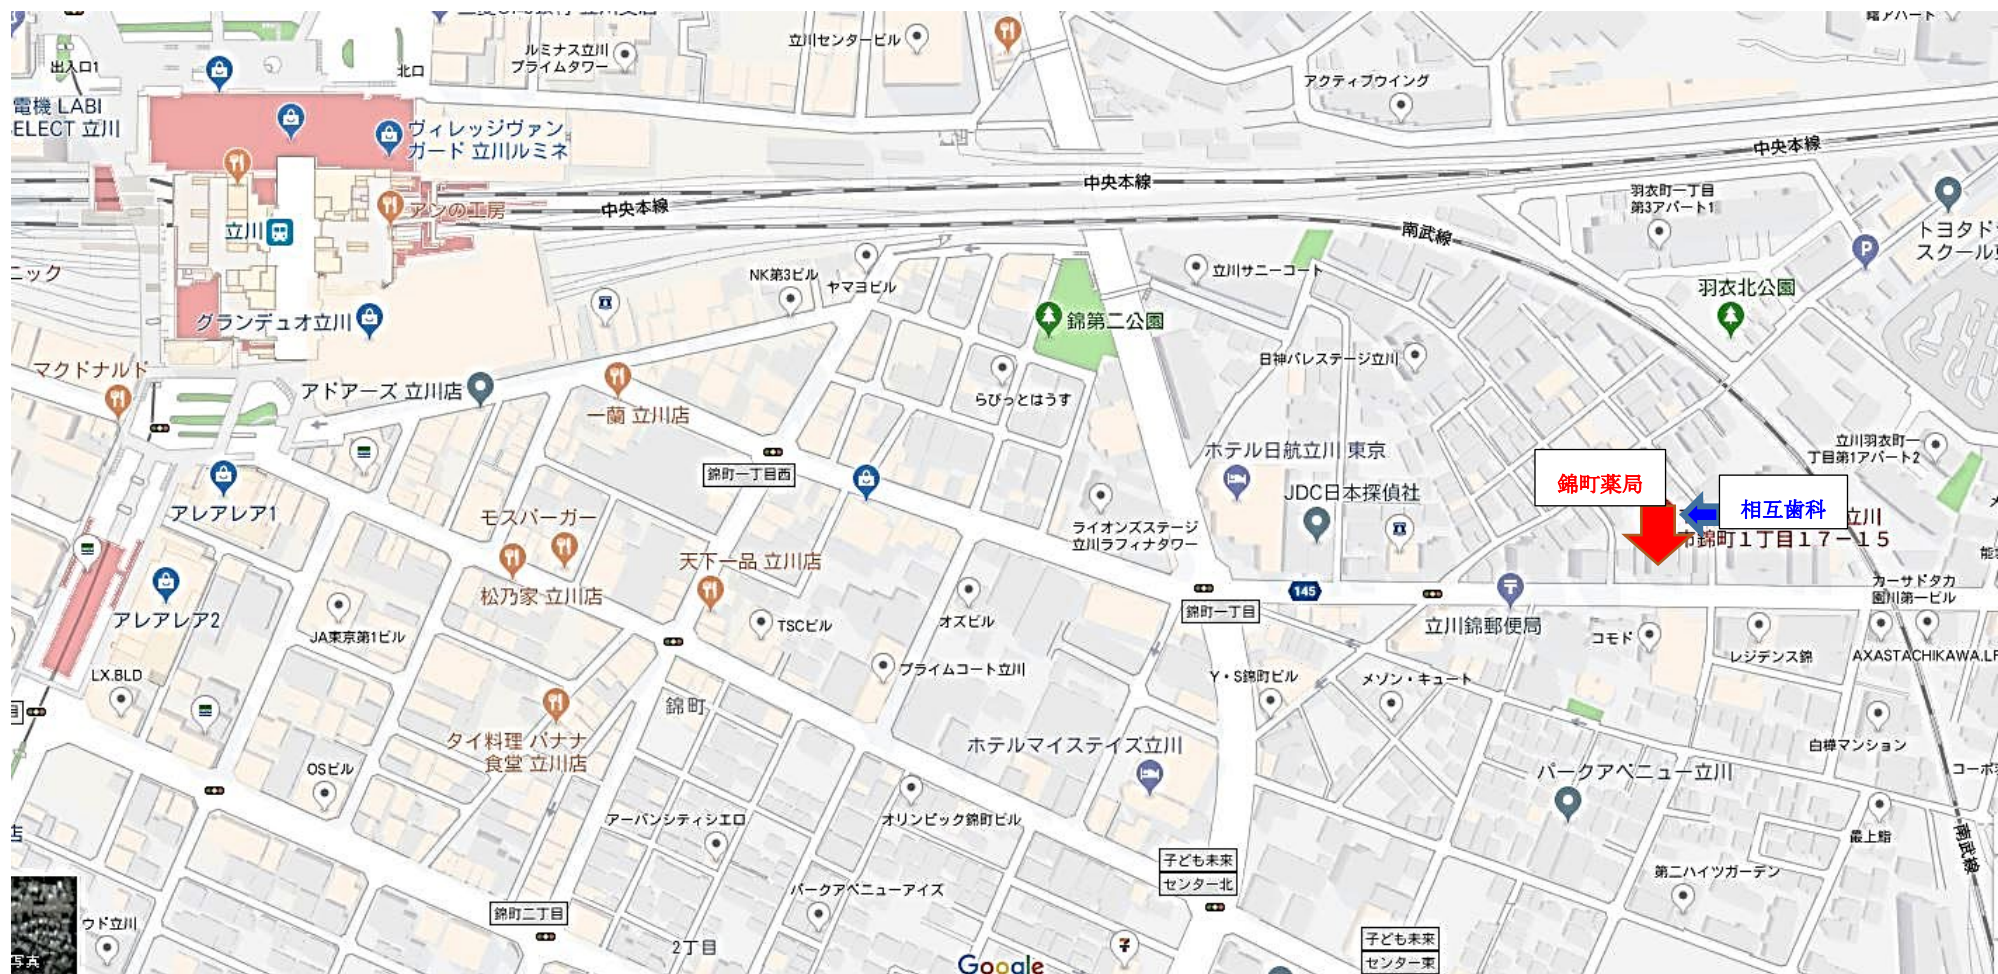 出入口1
北口
ルミナス立川
プライムタワー
立川センタービル
アクティブウイング
曙アパート
電機 LABI
SELECT 立川
ヴィレッジヴァン
ガード 立川ルミネ
中央本線
中央本線
中央本線
アンの工房
立川
ニック
羽衣町一丁目
第3アパート1
南武線
立川サニーコート
NK第3ビル
ヤマヨビル
グランデュオ立川
錦第二公園
羽衣北公園
マクドナルド
アドアーズ 立川店
一蘭 立川店
らびっとはうす
日神パレステージ立川
立川羽衣町一
丁目第1アパート2
ホテル日航立川 東京
錦町一丁目西
錦町薬局
相互歯科
JDC日本探偵社
アレアレア1
モスバーガー
ライオンズステージ
立川ラフィナタワー
立川
市錦町1丁目17-15
天下一品 立川店
松乃家 立川店
アレアレア2
145
錦町一丁目
カーサドタカ
園川第一ビル
JA東京第1ビル
TSCビル
オズビル
立川錦郵便局
コモド
レジデンス錦
AXASTACHIKAWA.LF
LX.BLD
プライムコート立川
Y・S錦町ビル
メゾン・キュート
錦町
タイ料理 バナナ
食堂 立川店
ホテルマイステイズ立川
白樺マンション
パークアベニュー立川
OSビル
コーポ
アーバンシティシエロ
オリンピック錦町ビル
最上鮨
南武線
子ども未来
センター北
第二ハイツガーデン
パークアベニューアイズ
錦町二丁目
ウド立川
2丁目
子ども未来
センター東
写真
Google